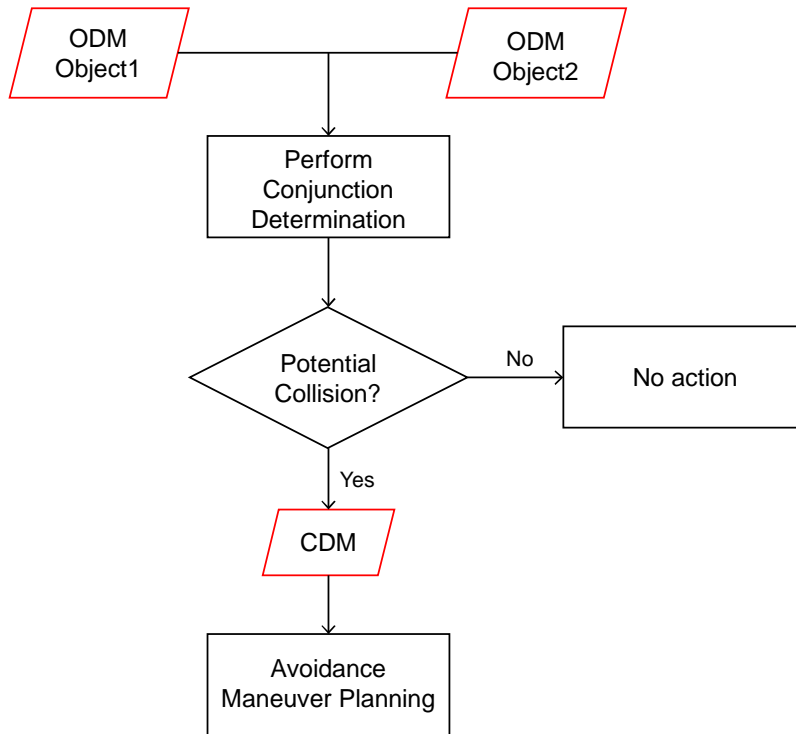 ODM
Object1
ODM
Object2
Perform
Conjunction
Determination
Potential
Collision?
No
No action
Yes
CDM
Avoidance
Maneuver Planning